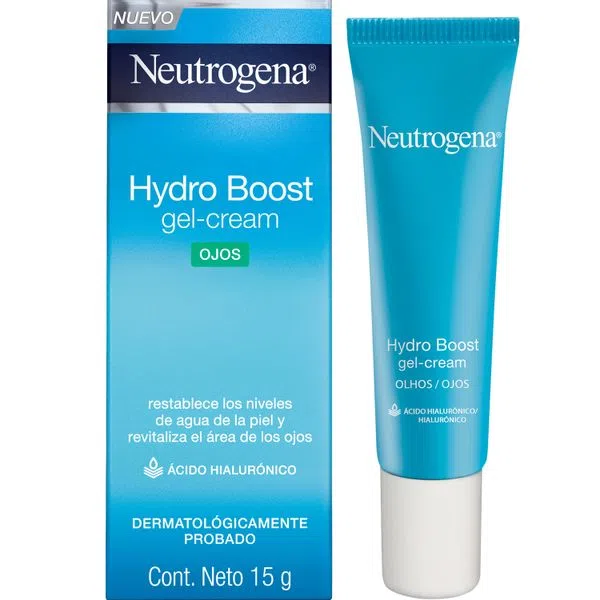 NUEVO
Neutrogena®
Hydro Boost
gel-cream
OJOS
restablece los niveles
de agua de la piel y
revitaliza el área de los ojos
ÁCIDO HIALURÓNICO
DERMATOLÓGICAMENTE
PROBADO
Cont. Neto 15 g
Neutrogena®
Hydro Boost
gel-cream
OLHOS / OJOS
ÁCIDO HIALURÓNICO/
HIALURÓNICO